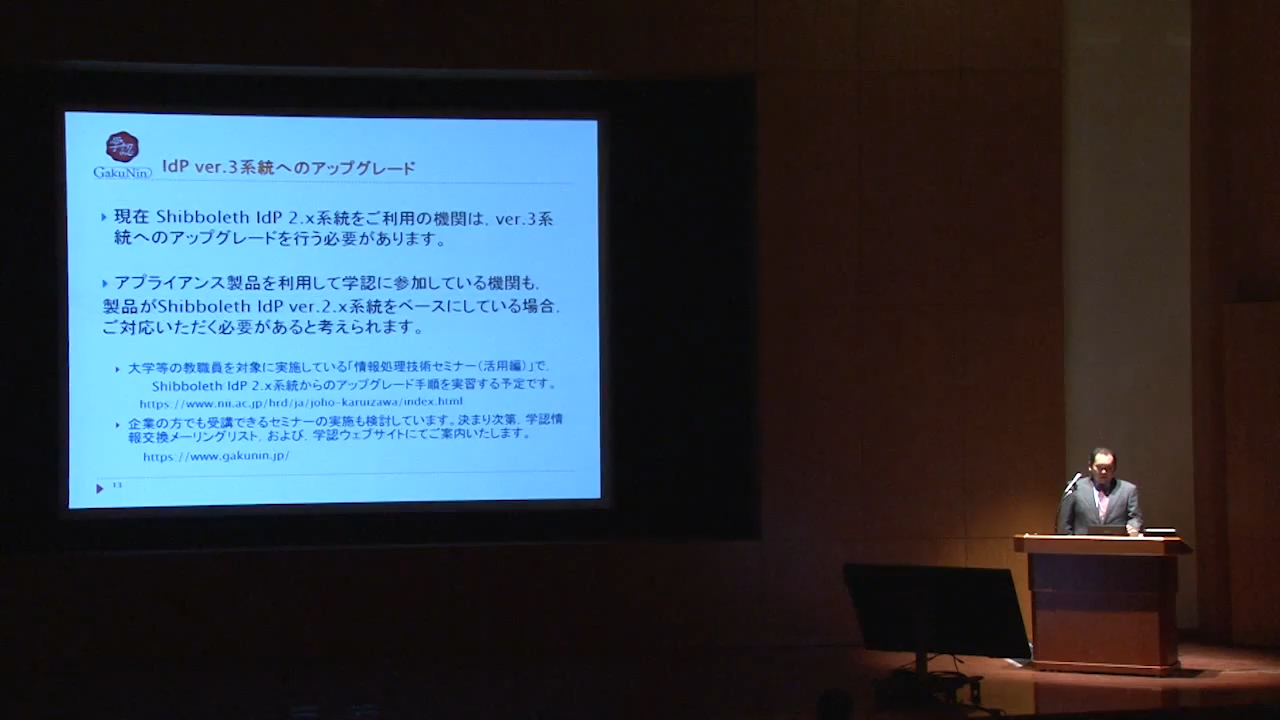 学認
GakuNin
IdP ver.3系統へのアップグレード
現在 Shibboleth IdP 2.x系統をご利用の機関は, ver.3系
統へのアップグレードを行う必要があります。
アプライアンス製品を利用して学認に参加している機関も,
製品がShibboleth IdP ver.2.x系統をベースにしている場合,
ご対応いただく必要があると考えられます。
大学等の教職員を対象に実施している「情報処理技術セミナー（活用編）」で,
Shibboleth IdP 2.x系統からのアップグレード手順を実習する予定です。
https://www.nii.ac.jp/hrd/ja/joho-karuizawa/index.html
企業の方でも受講できるセミナーの実施も検討しています。決まり次第, 学認情
報交換メーリングリスト, および, 学認ウェブサイトにてご案内いたします。
https://www.gakunin.jp/
13